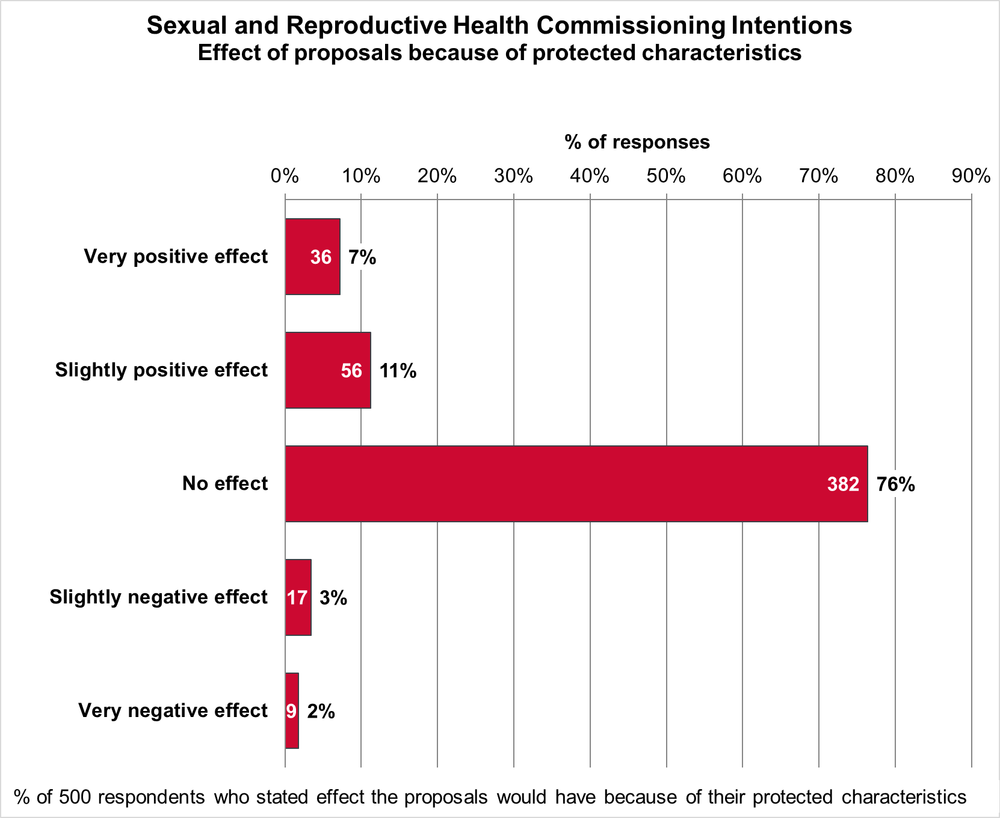 Sexual and Reproductive Health Commissioning Intentions
Effect of proposals because of protected characteristics
% of responses
0% 10% 20% 30% 40% 50% 60% 70% 80% 90%
Very positive effect 36 7%
Slightly positive effect 56 11%
No effect 382 76%
Slightly negative effect 17 3%
Very negative effect 9 2%
% of 500 respondents who stated effect the proposals would have because of their protected characteristics